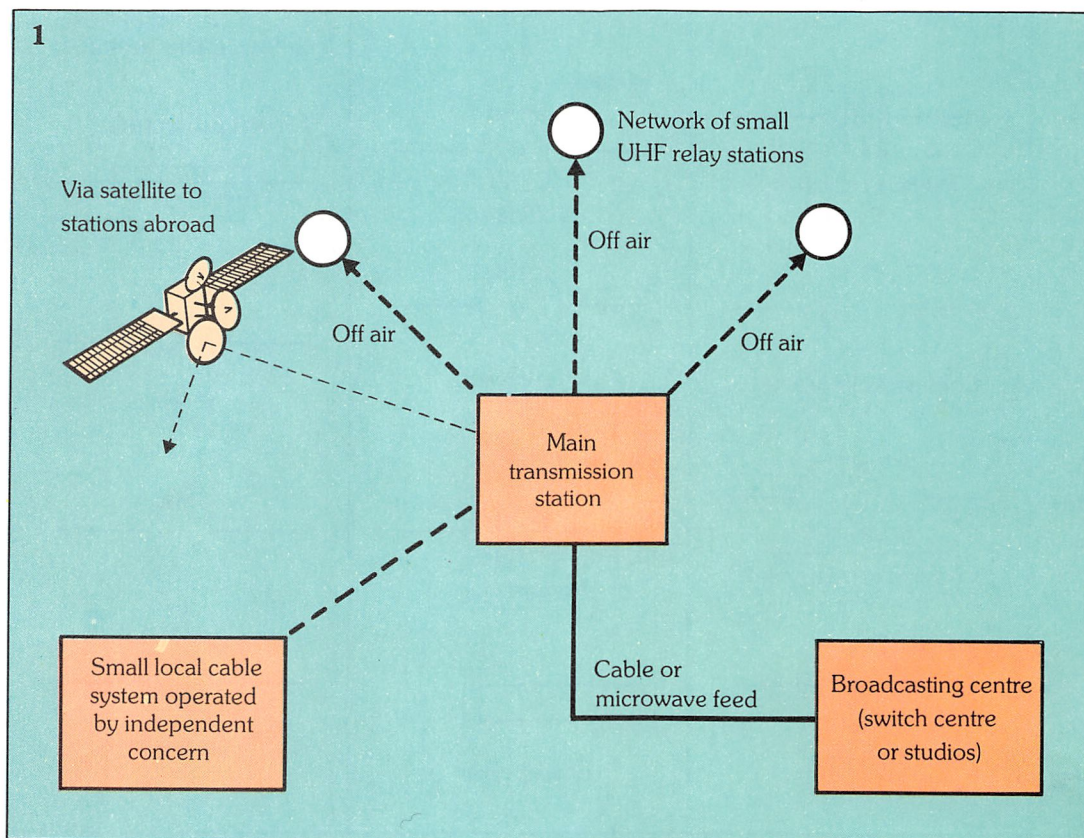 1
Network of small
UHF relay stations
Via satellite to
stations abroad
Off air
Off air
Off air
Main
transmission
station
Small local cable
system operated
by independent
concern
Cable or
microwave feed
Broadcasting centre
(switch centre
or studios)